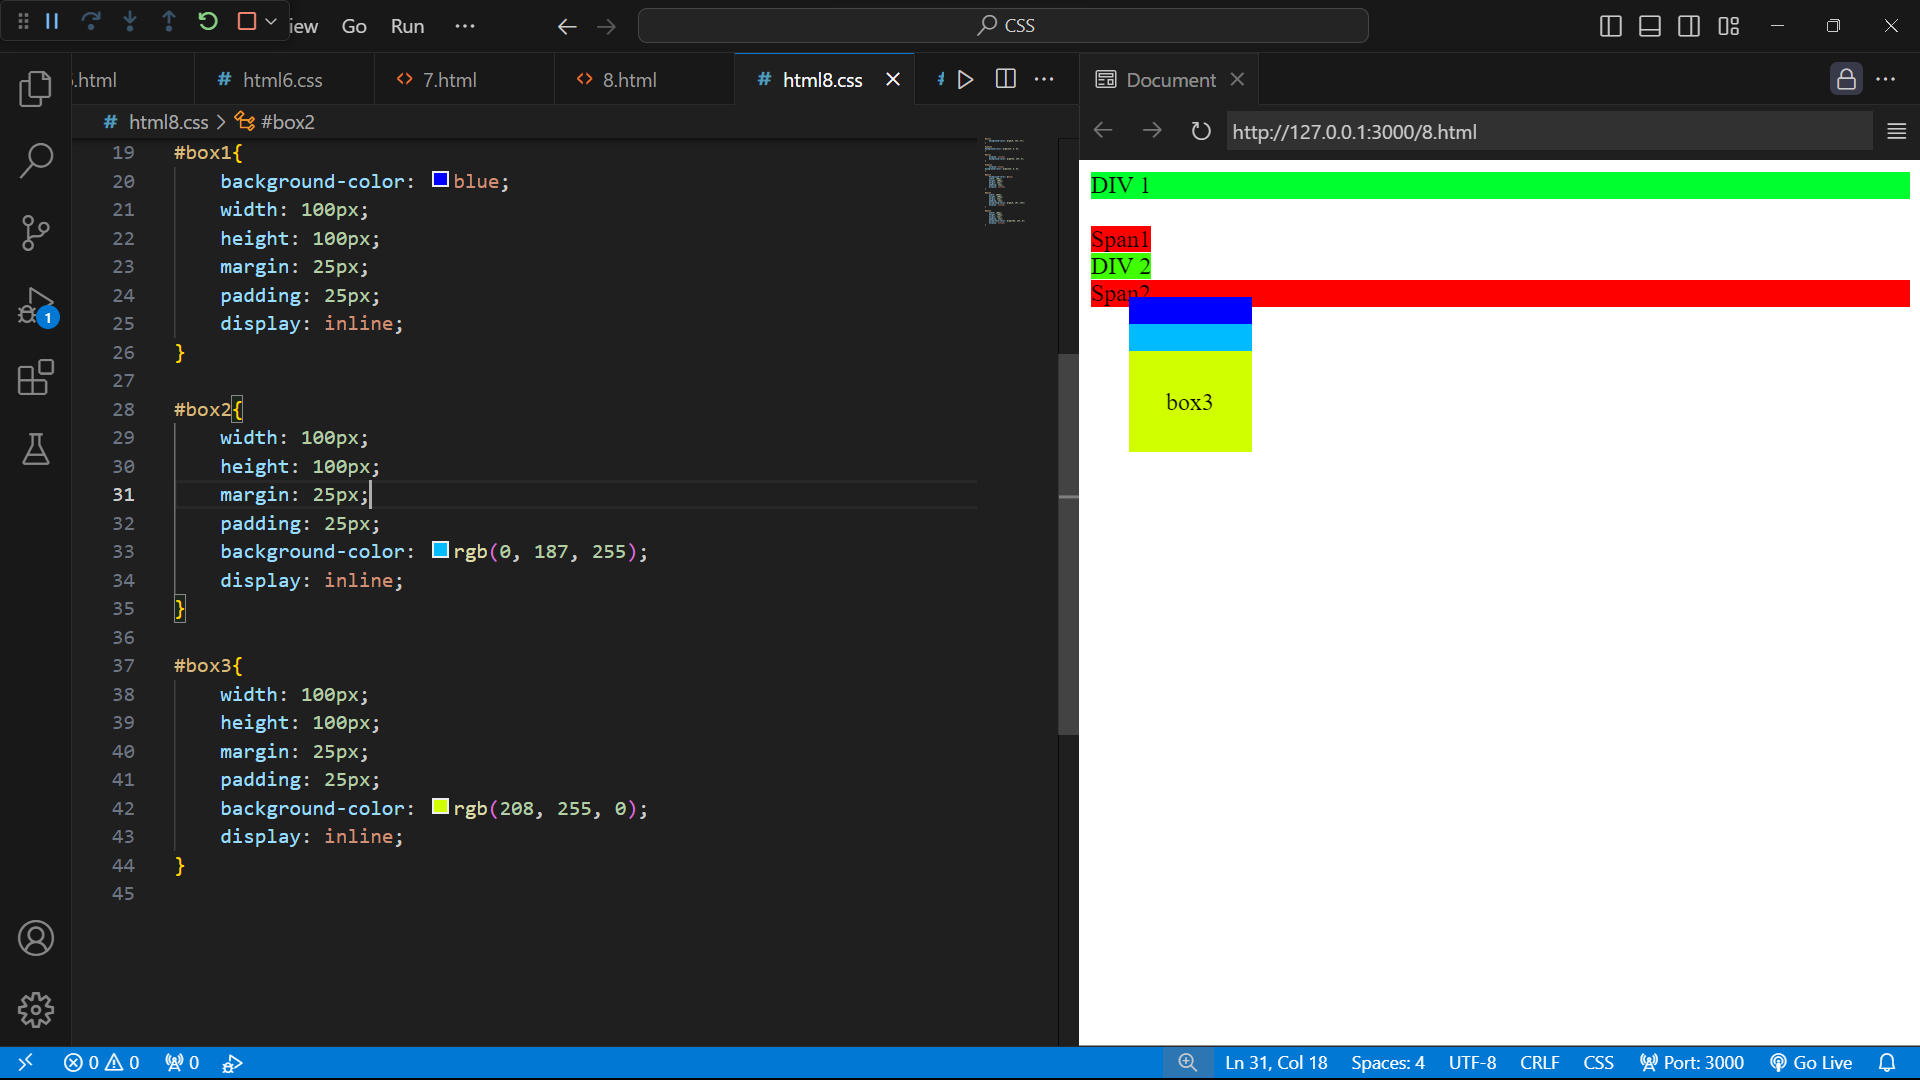 iew Go Run ··· CSS
.html # html6.css <> 7.html <> 8.html # html8.css Document
# html8.css > #box2
http://127.0.0.1:3000/8.html
19 #box1{
20 background-color: blue;
21 width: 100px;
22 height: 100px;
23 margin: 25px;
24 padding: 25px;
25 display: inline;
26 }
27
28 #box2{
29 width: 100px;
30 height: 100px;
31 margin: 25px;
32 padding: 25px;
33 background-color: rgb(0, 187, 255);
34 display: inline;
35 }
36
37 #box3{
38 width: 100px;
39 height: 100px;
40 margin: 25px;
41 padding: 25px;
42 background-color: rgb(208, 255, 0);
43 display: inline;
44 }
45
DIV 1
Span1
DIV 2
Span2
box3
1
0 0 0 Ln 31, Col 18 Spaces: 4 UTF-8 CRLF CSS Port: 3000 Go Live